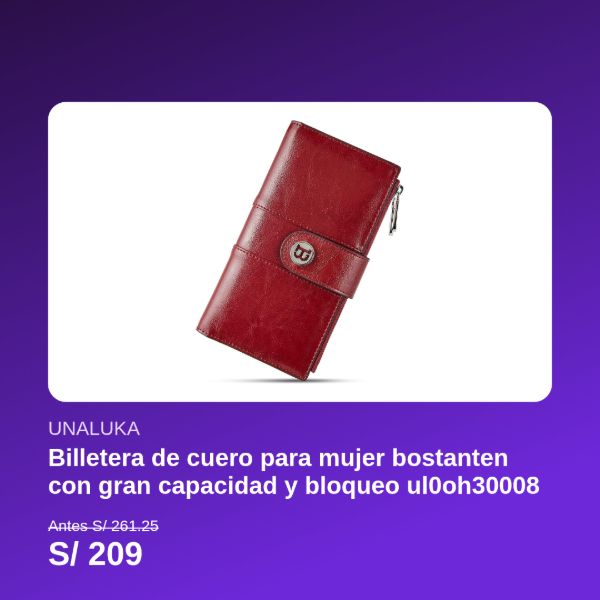 UNALUKA
Billetera de cuero para mujer bostanten
con gran capacidad y bloqueo ul0oh30008
Antes S/ 261.25
S/ 209